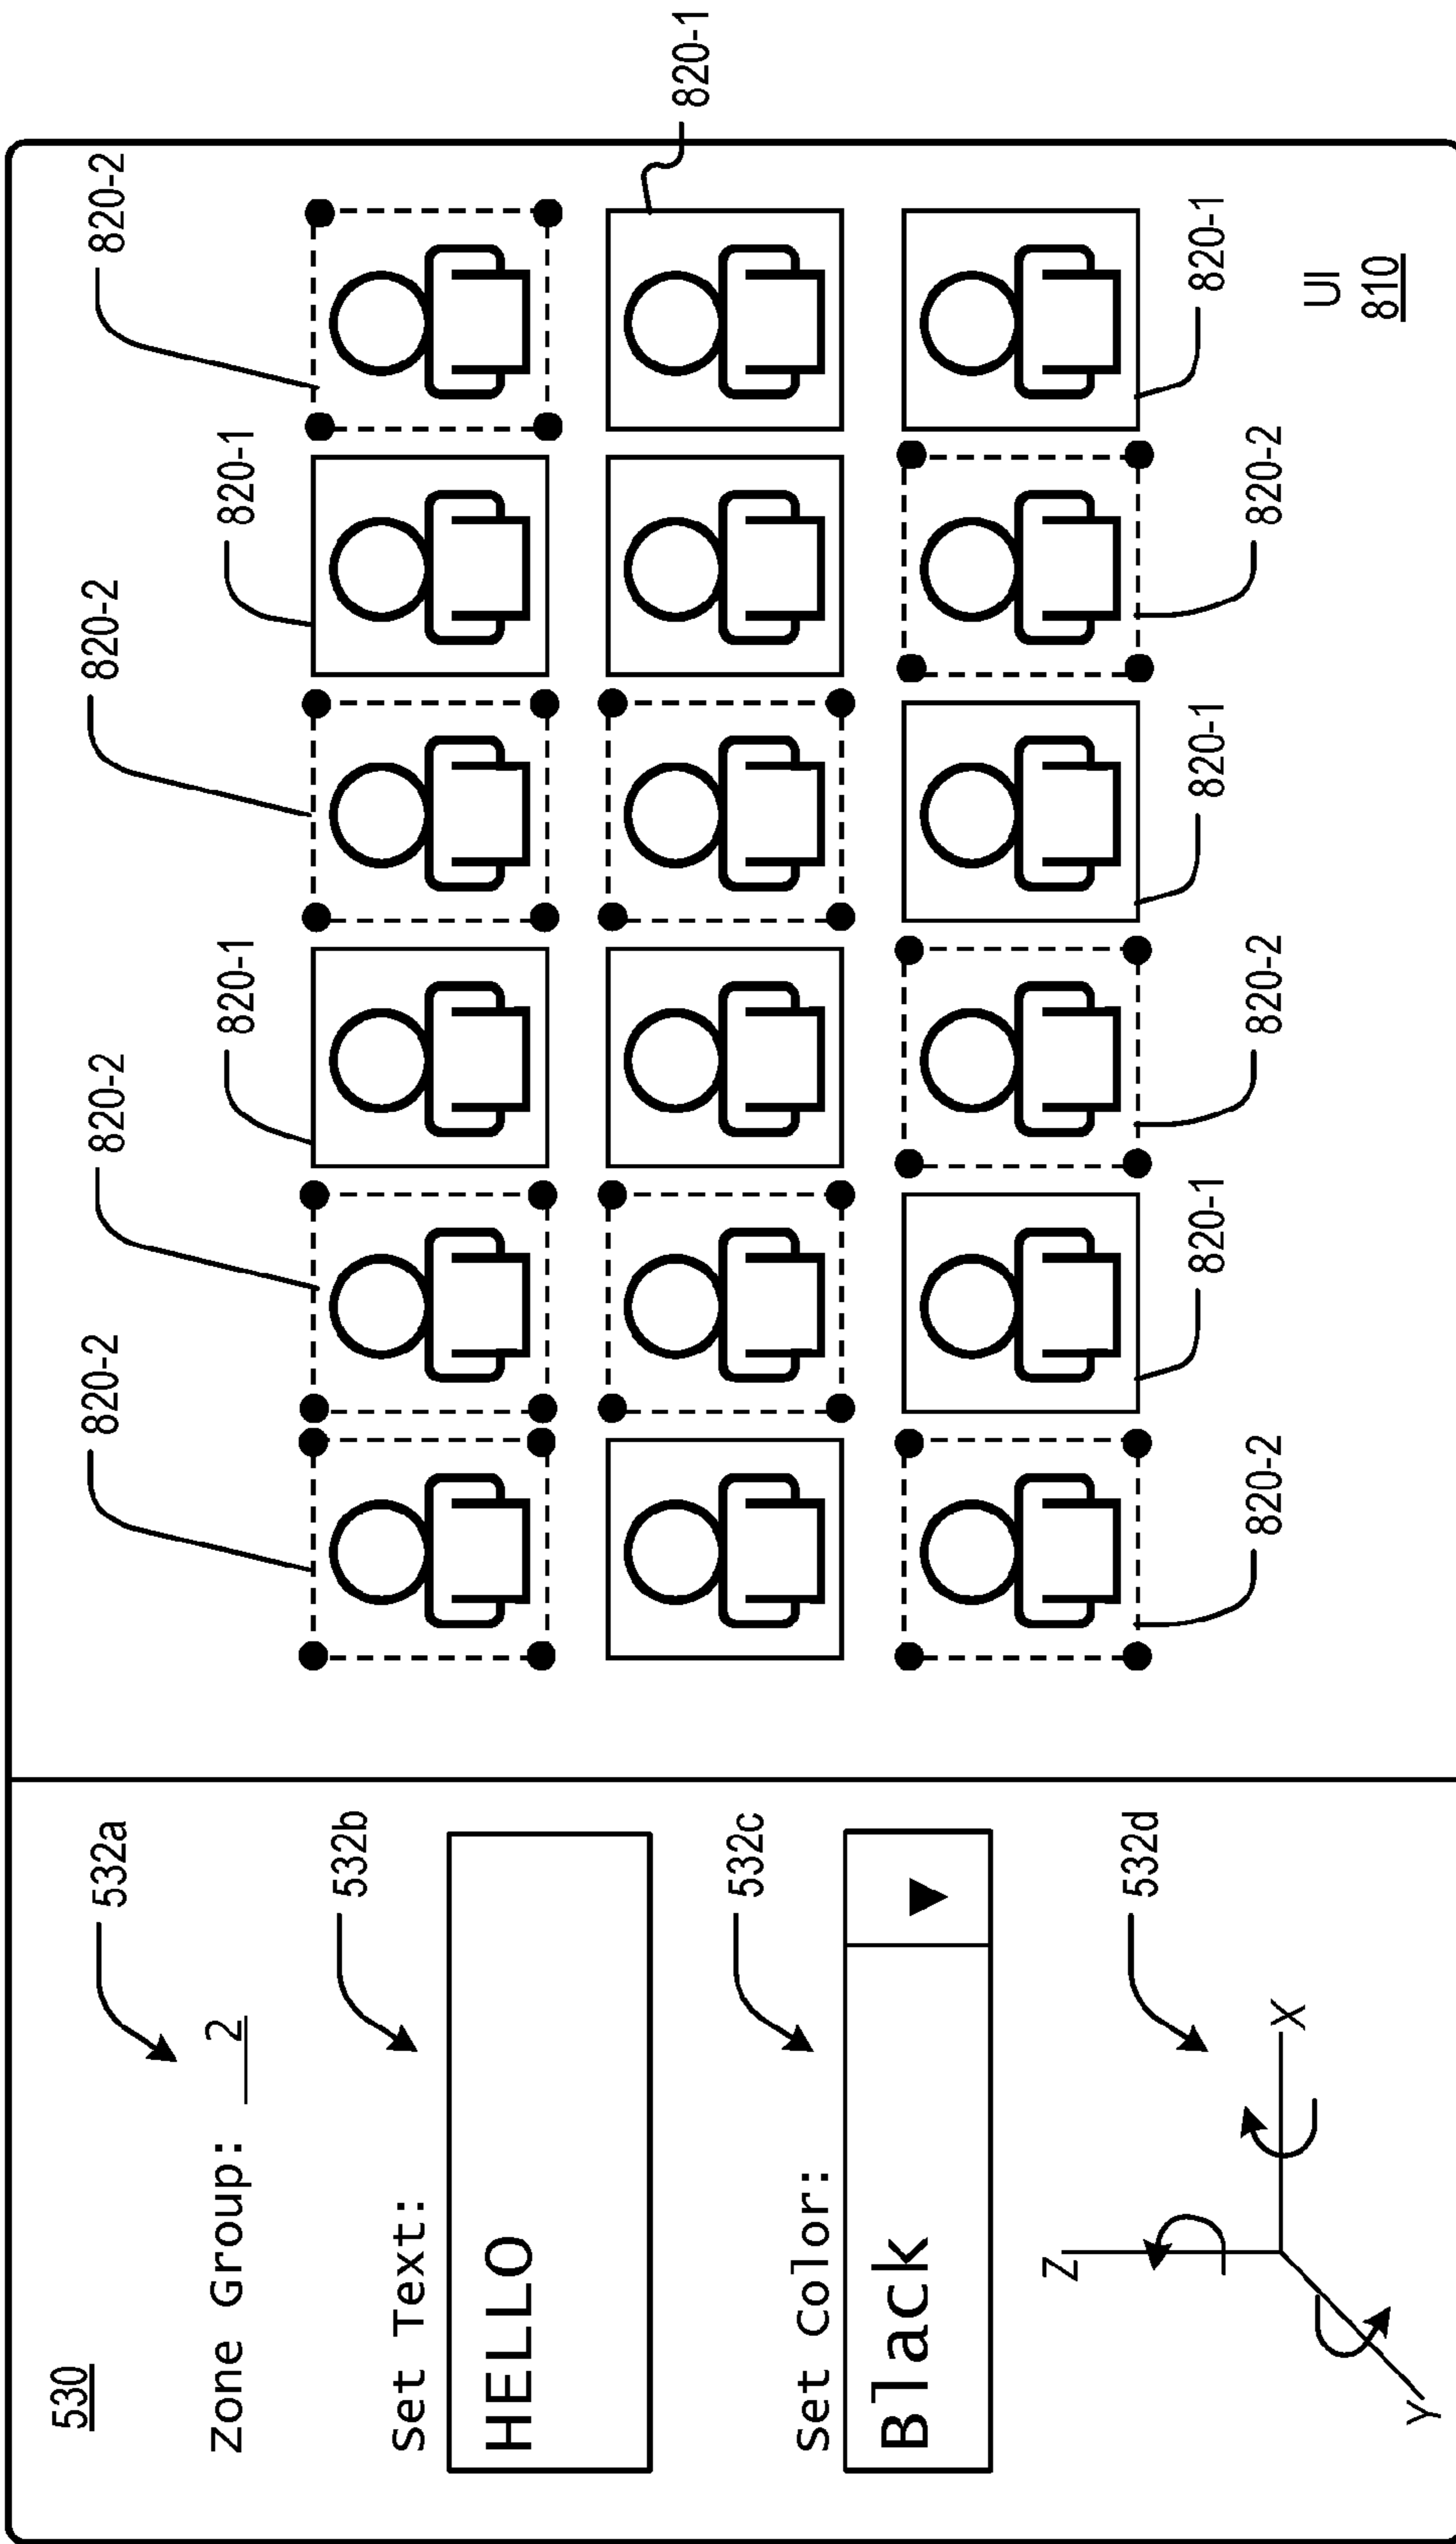 530
532a
Zone Group: 2
532b
Set Text:
HELLO
532c
Set Color:
Black
532d
Z
X
Y
820-2
820-2
820-2
820-2
820-1
820-1
820-1
820-1
820-1
820-1
820-2
820-2
820-2
UI
810